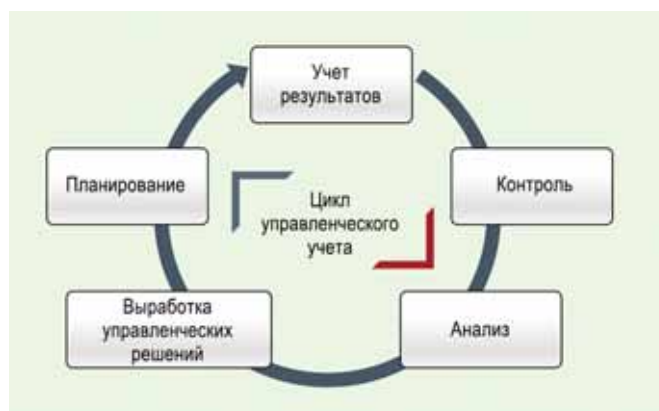 Учет
результатов
Планирование
Контроль
Цикл
управленческого
учета
Выработка
управленческих
решений
Анализ